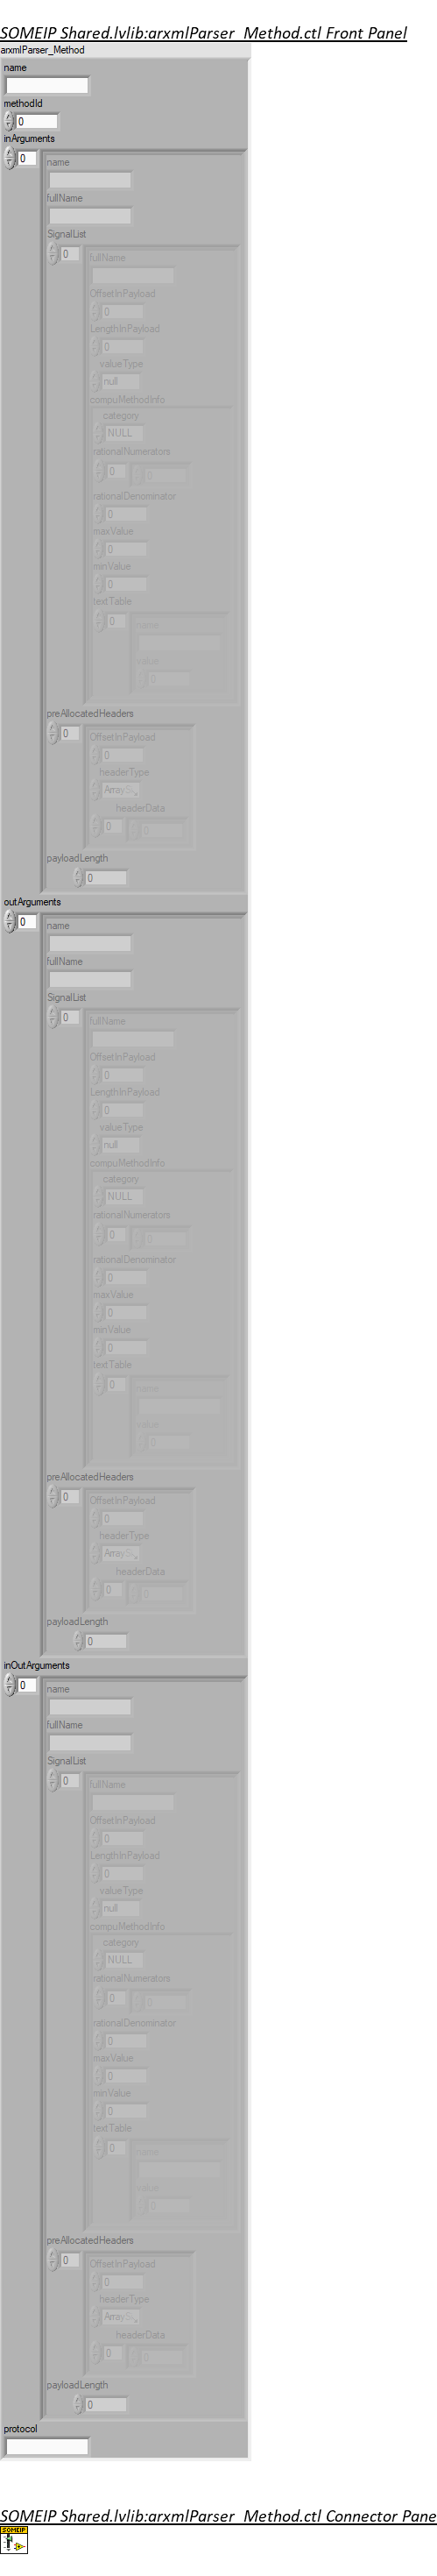 SOMEIP Shared.lvlib:arxmlParser_Method.ctl Front Panel
arxmlParser_Method
name
methodId
0
inArguments
0
name
fullName
SignalList
0
fullName
OffsetInPayload
0
LengthInPayload
0
valueType
null
compuMethodInfo
category
NULL
rationalNumerators
0 0
rationalDenominator
0
maxValue
0
minValue
0
textTable
0
name
value
0
preAllocatedHeaders
0
OffsetInPayload
0
headerType
headerData
0 0
payloadLength
0
outArguments
0
name
fullName
SignalList
0
fullName
OffsetInPayload
0
LengthInPayload
0
valueType
null
compuMethodInfo
category
NULL
rationalNumerators
0 0
rationalDenominator
0
maxValue
0
minValue
0
textTable
0
name
value
0
preAllocatedHeaders
0
OffsetInPayload
0
headerType
headerData
0 0
payloadLength
0
inOutArguments
0
name
fullName
SignalList
0
fullName
OffsetInPayload
0
LengthInPayload
0
valueType
null
compuMethodInfo
category
NULL
rationalNumerators
0 0
rationalDenominator
0
maxValue
0
minValue
0
textTable
0
name
value
0
preAllocatedHeaders
0
OffsetInPayload
0
headerType
headerData
0 0
payloadLength
0
protocol
SOMEIP Shared.lvlib:arxmlParser_Method.ctl Connector Pane
SOMEIP